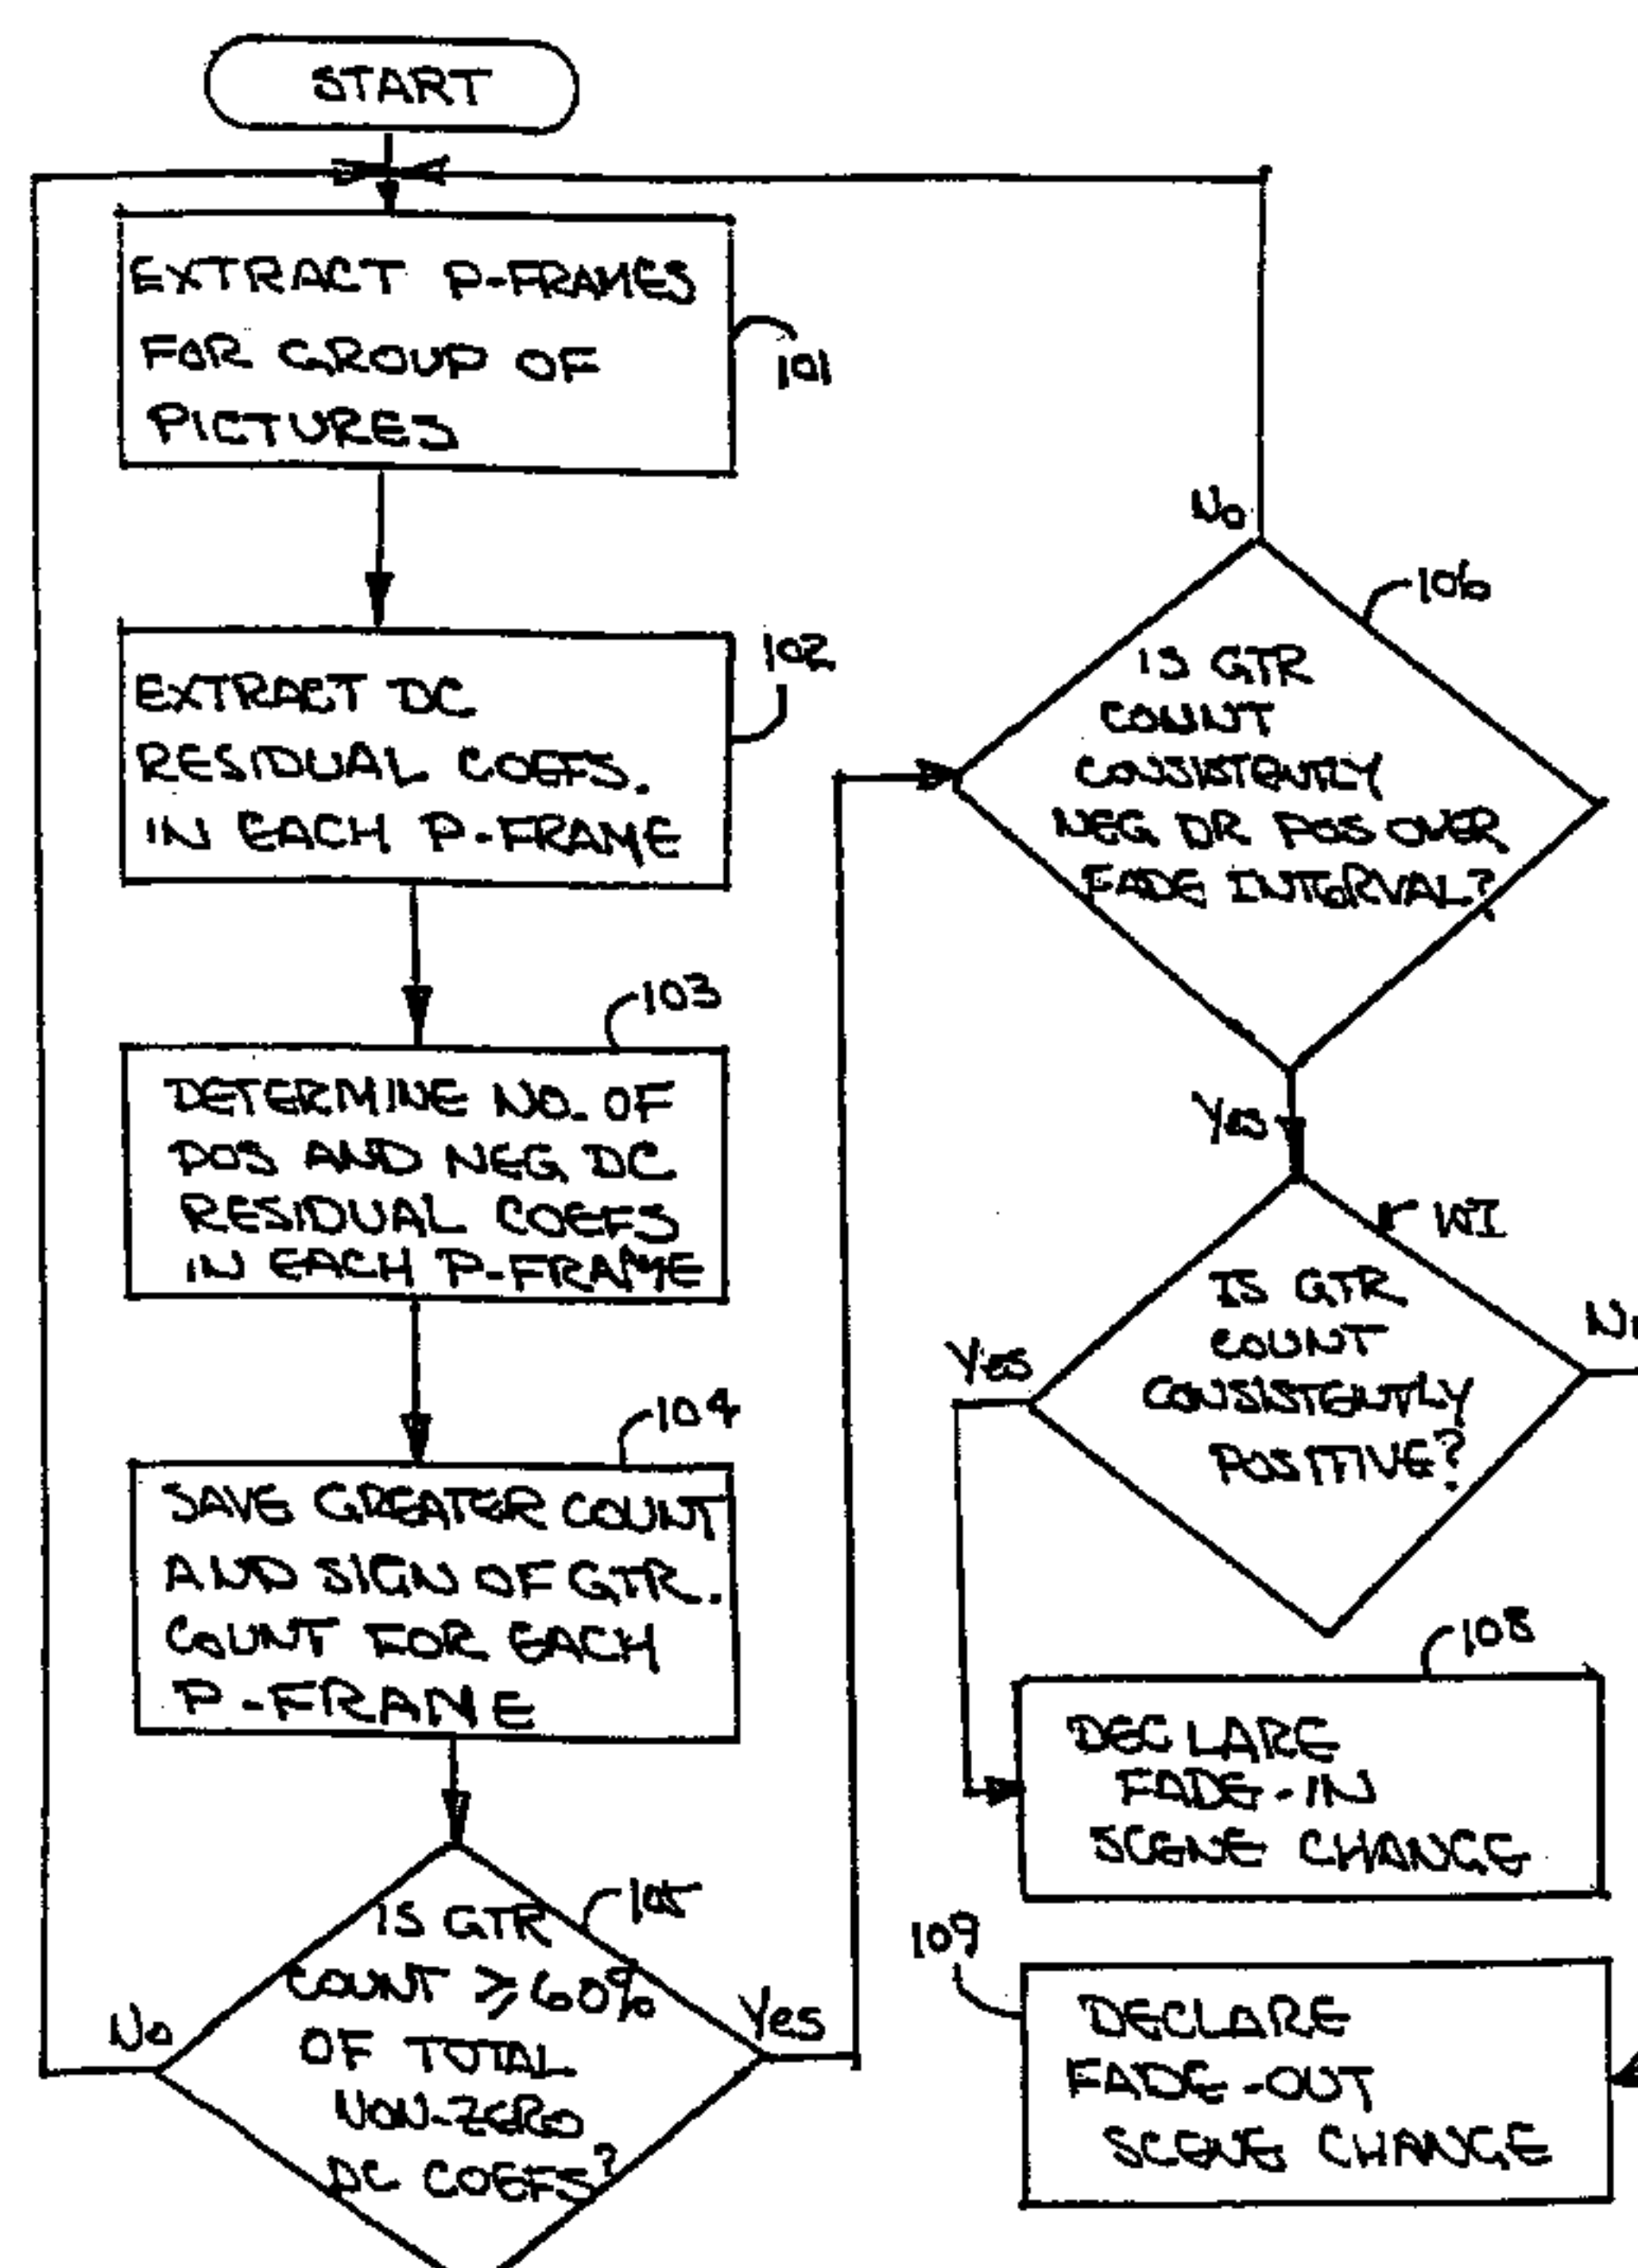 START
EXTRACT P-FRAMES
FOR GROUP OF
PICTURES
101
EXTRACT DC
RESIDUAL COEFS.
IN EACH P-FRAME
102
103
DETERMINE NO. OF
POS AND NEG DC
RESIDUAL COEFS
IN EACH P-FRAME
104
SAVE GREATER COUNT
AND SIGN OF GTR.
COUNT FOR EACH
P-FRAME
105
IS GTR
COUNT ≥ 60%
OF TOTAL
NON-ZERO
DC COEFS?
No
Yes
No
106
IS GTR
COUNT
CONSISTENTLY
NEG OR POS OVER
FADE INTERVAL?
Yes
IS GTR
COUNT
CONSISTENTLY
POSITIVE?
Yes
108
DECLARE
FADE-IN
SCENE CHANGE
109
DECLARE
FADE-OUT
SCENE CHANGE